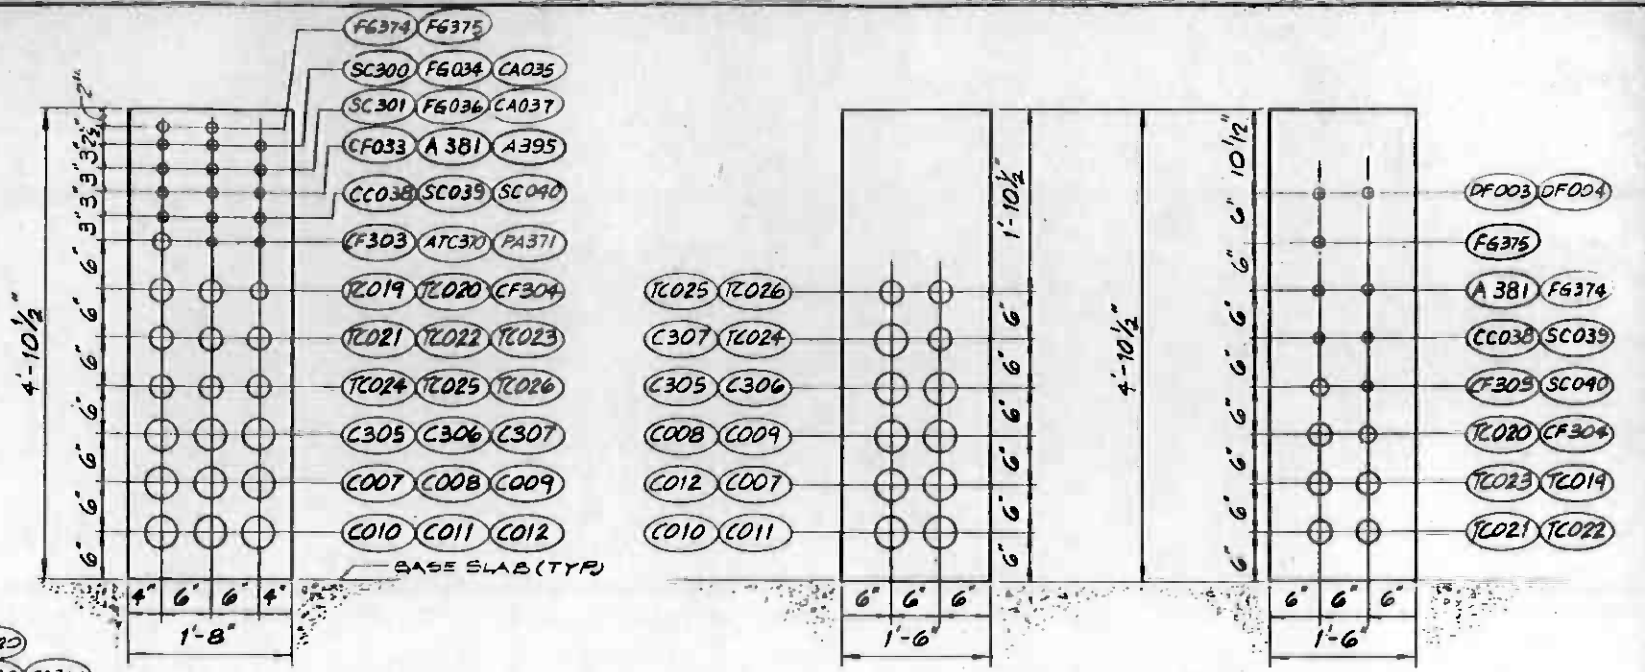 FG374 FG375
SC300 FG034 CA035
SC301 FG036 CA037
CF033 A 381 A395
CC038 SC039 SC040
CF303 ATC370 PA371
TC019 TC020 CF304
TC021 TC022 TC023
TC024 TC025 TC026
C305 C306 C307
C007 C008 C009
C010 C011 C012
BASE SLAB (TYP)
2"
2½"
3"
3"
3"
3"
6"
6"
6"
6"
6"
6"
6"
4'-10½"
4" 6" 6" 4"
1'-8"
TC025 TC026
C307 TC024
C305 C306
C008 C009
C012 C007
C010 C011
1'-10½"
6"
6"
6"
6"
6"
6"
6" 6" 6"
1'-6"
4'-10½"
10½"
6"
6"
6"
6"
6"
6"
6"
6"
DF003 DF004
FG375
A 381 FG374
CC038 SC039
CF303 SC040
TC020 CF304
TC023 TC019
TC021 TC022
6" 6" 6"
1'-6"